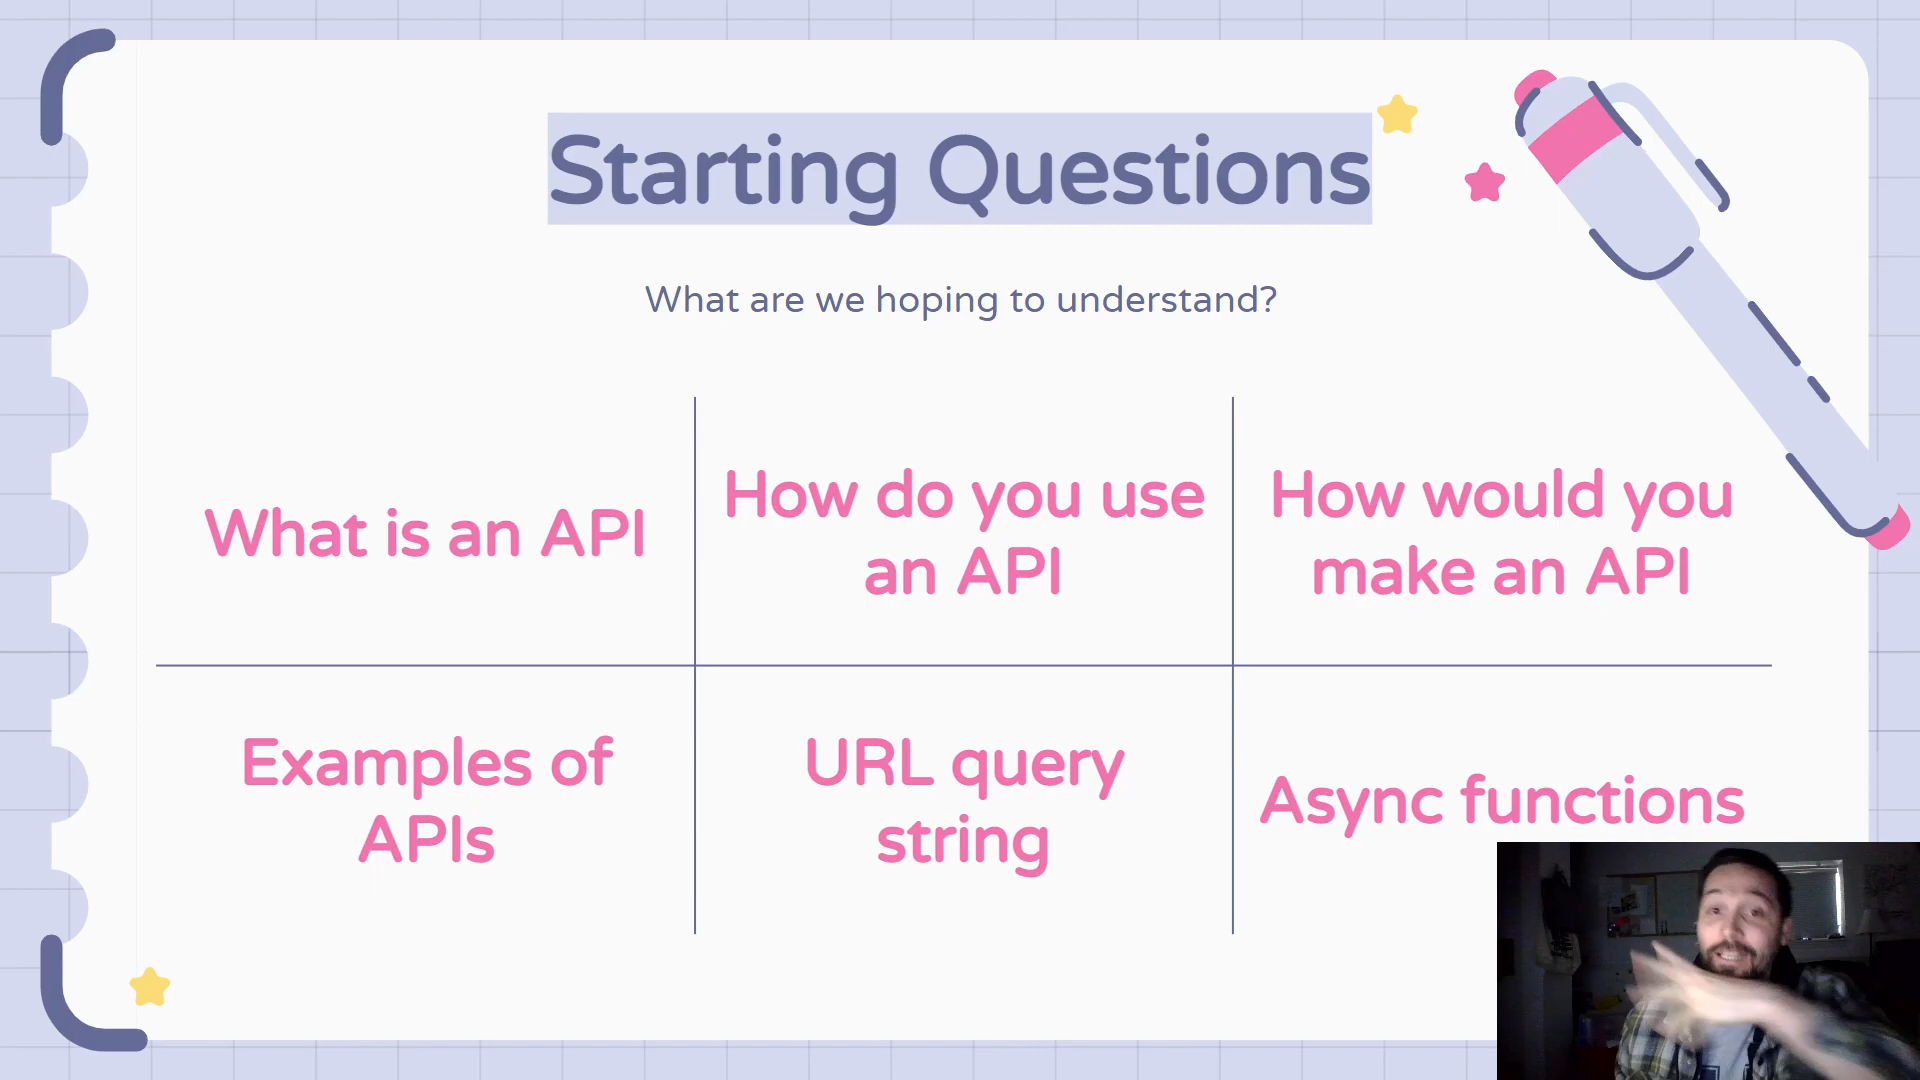 Starting Questions
What are we hoping to understand?
What is an API
How do you use
an API
How would you
make an API
Examples of
APIs
URL query
string
Async functions